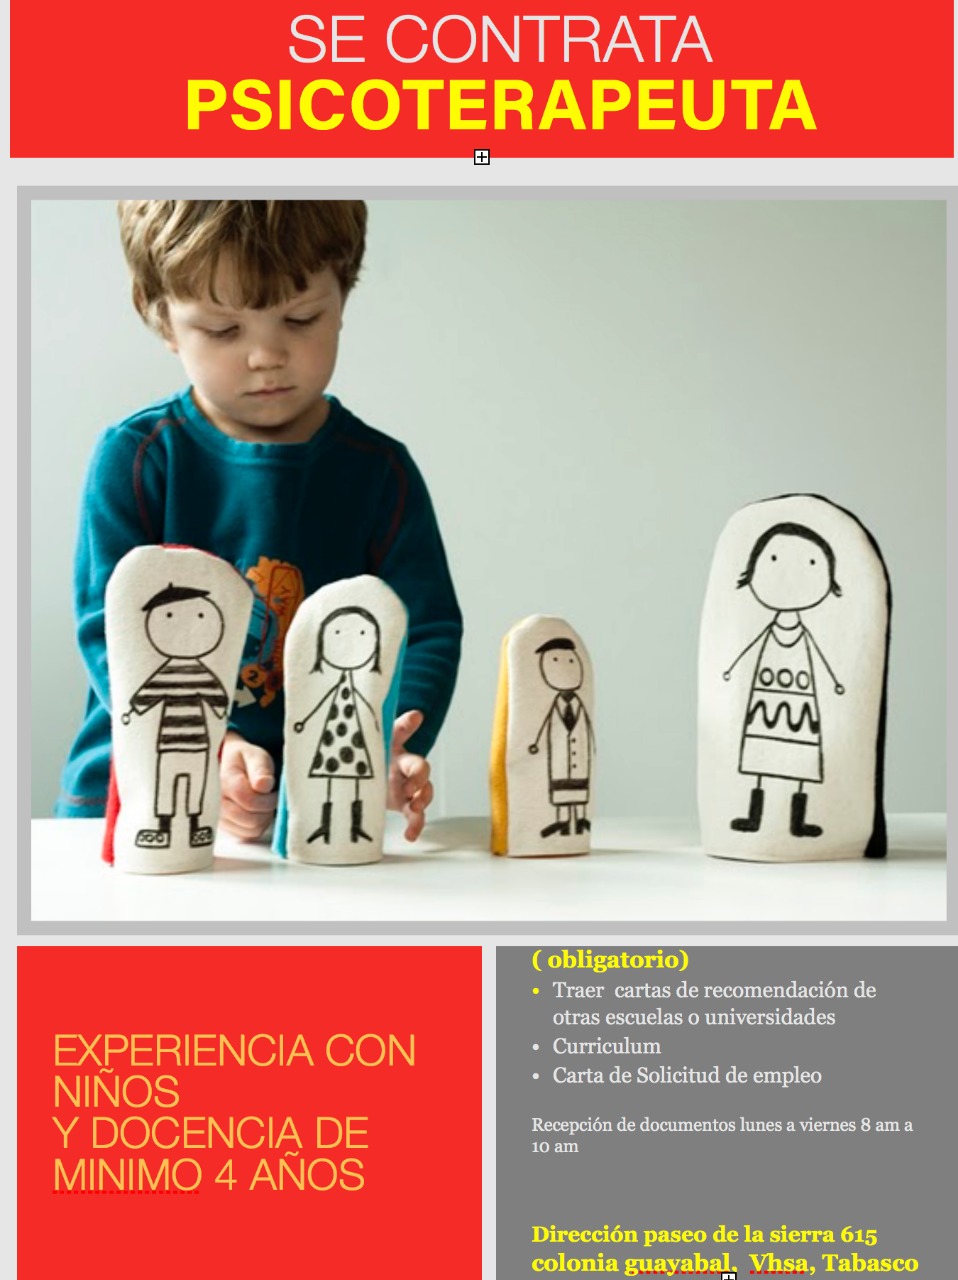 SE CONTRATA
PSICOTERAPEUTA
EXPERIENCIA CON
NIÑOS
Y DOCENCIA DE
MINIMO 4 AÑOS
( obligatorio)
• Traer cartas de recomendación de
otras escuelas o universidades
• Curriculum
• Carta de Solicitud de empleo
Recepción de documentos lunes a viernes 8 am a
10 am
Dirección paseo de la sierra 615
colonia guayabal, Vhsa, Tabasco